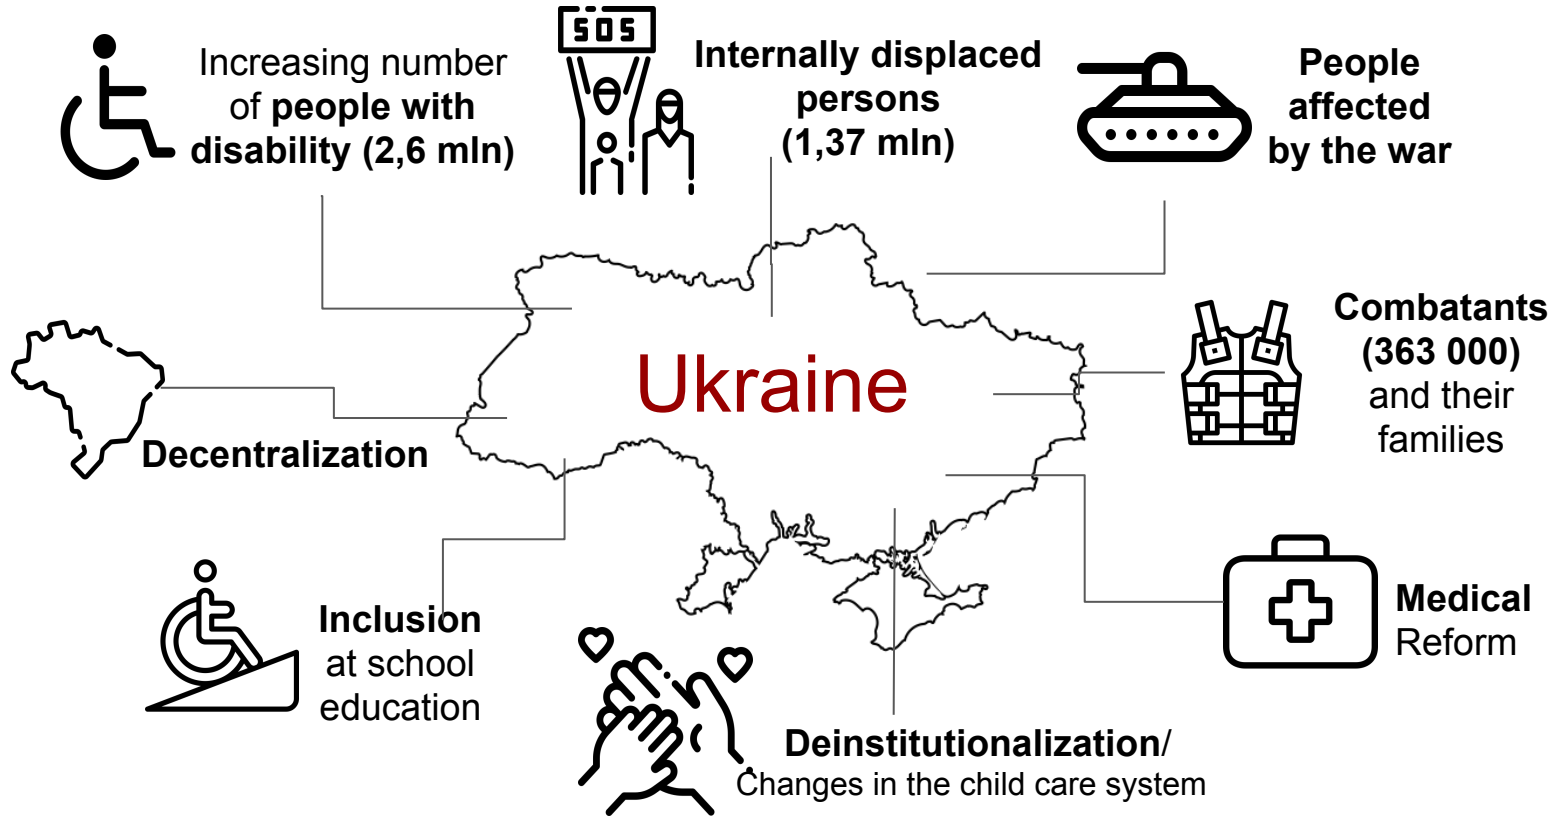 Increasing number
of people with
disability (2,6 mln)
SOS
Internally displaced
persons
(1,37 mln)
People
affected
by the war
Combatants
(363 000)
and their
families
Ukraine
Decentralization
Inclusion
at school
education
Medical
Reform
Deinstitutionalization/
Changes in the child care system